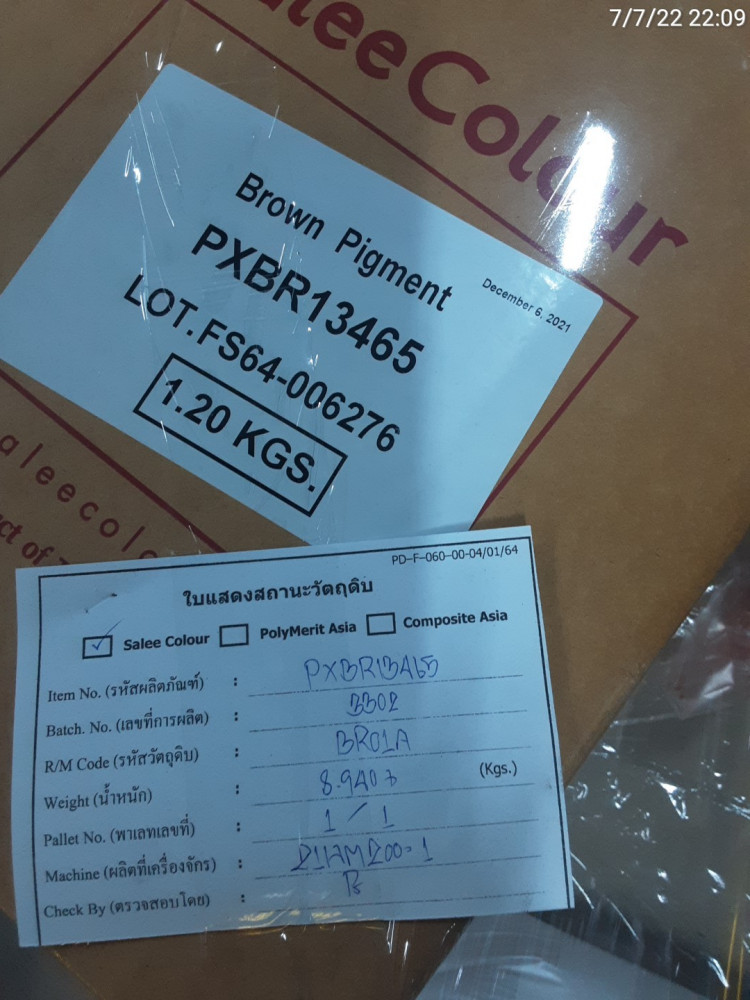 7/7/22 22:09
aleeColour
Brown Pigment
December 6, 2021
PXBR13465
LOT.FS64-006276
1.20 KGS.
aleecolo
ct of
PD-F-060-00-04/01/64
ใบแสดงสถานะวัตถุดิบ
Salee Colour PolyMerit Asia Composite Asia
Item No. (รหัสผลิตภัณฑ์) : PXBR13465
Batch. No. (เลขที่การผลิต) : 3302
R/M Code (รหัสวัตถุดิบ) : BR01A
Weight (น้ำหนัก) : 8.940 (Kgs.)
Pallet No. (พาเลทเลขที่) : 1 / 1
Machine (ผลิตที่เครื่องจักร) :
Check By (ตรวจสอบโดย) :